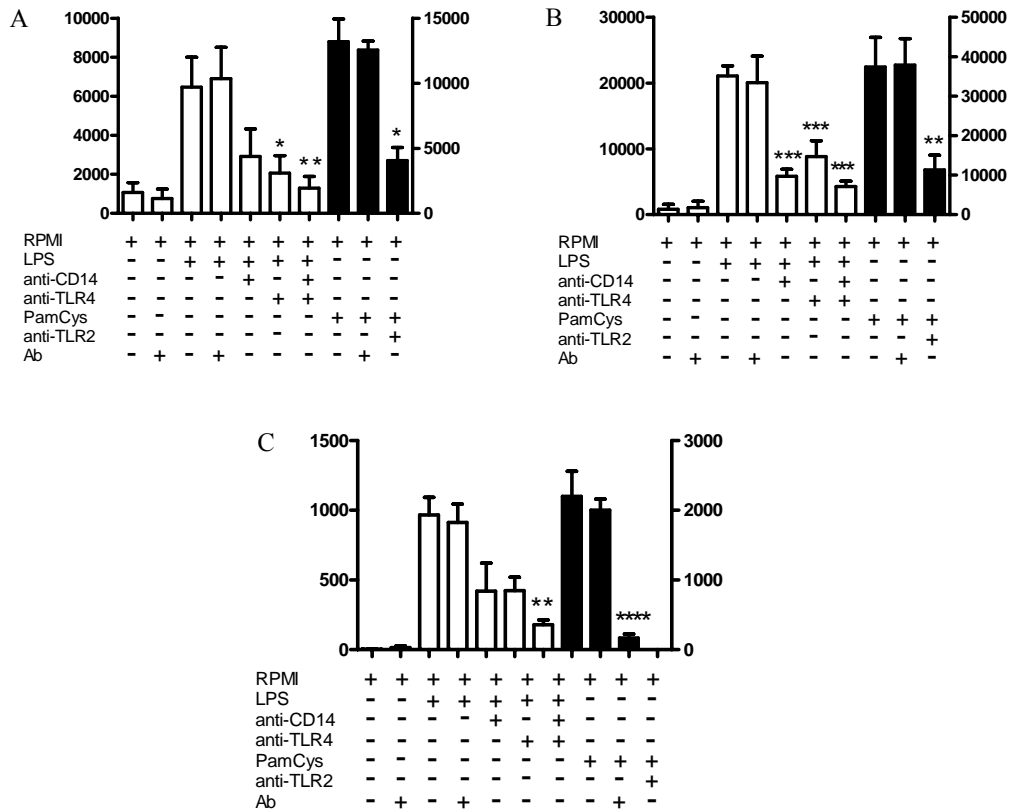 A
10000 15000
8000
10000
6000
4000
5000
2000
0 0
* ** *
RPMI + + + + + + + + + +
LPS - - + + + + + - - -
anti-CD14 - - - - + - + - - -
anti-TLR4 - - - - - + + - - -
PamCys - - - - - - - + + +
anti-TLR2 - - - - - - - - - +
Ab - + - + - - - - + -
B
30000 50000
40000
20000
30000
20000
10000
10000
0 0
*** *** *** **
RPMI + + + + + + + + + +
LPS - - + + + + + - - -
anti-CD14 - - - - + - + - - -
anti-TLR4 - - - - - + + - - -
PamCys - - - - - - - + + +
anti-TLR2 - - - - - - - - - +
Ab - + - + - - - - + -
C
1500 3000
1000 2000
500 1000
0 0
** ****
RPMI + + + + + + + + + +
LPS - - + + + + + - - -
anti-CD14 - - - - + - + - - -
anti-TLR4 - - - - - + + - - -
PamCys - - - - - - - + + +
anti-TLR2 - - - - - - - - - +
Ab - + - + - - - - + -